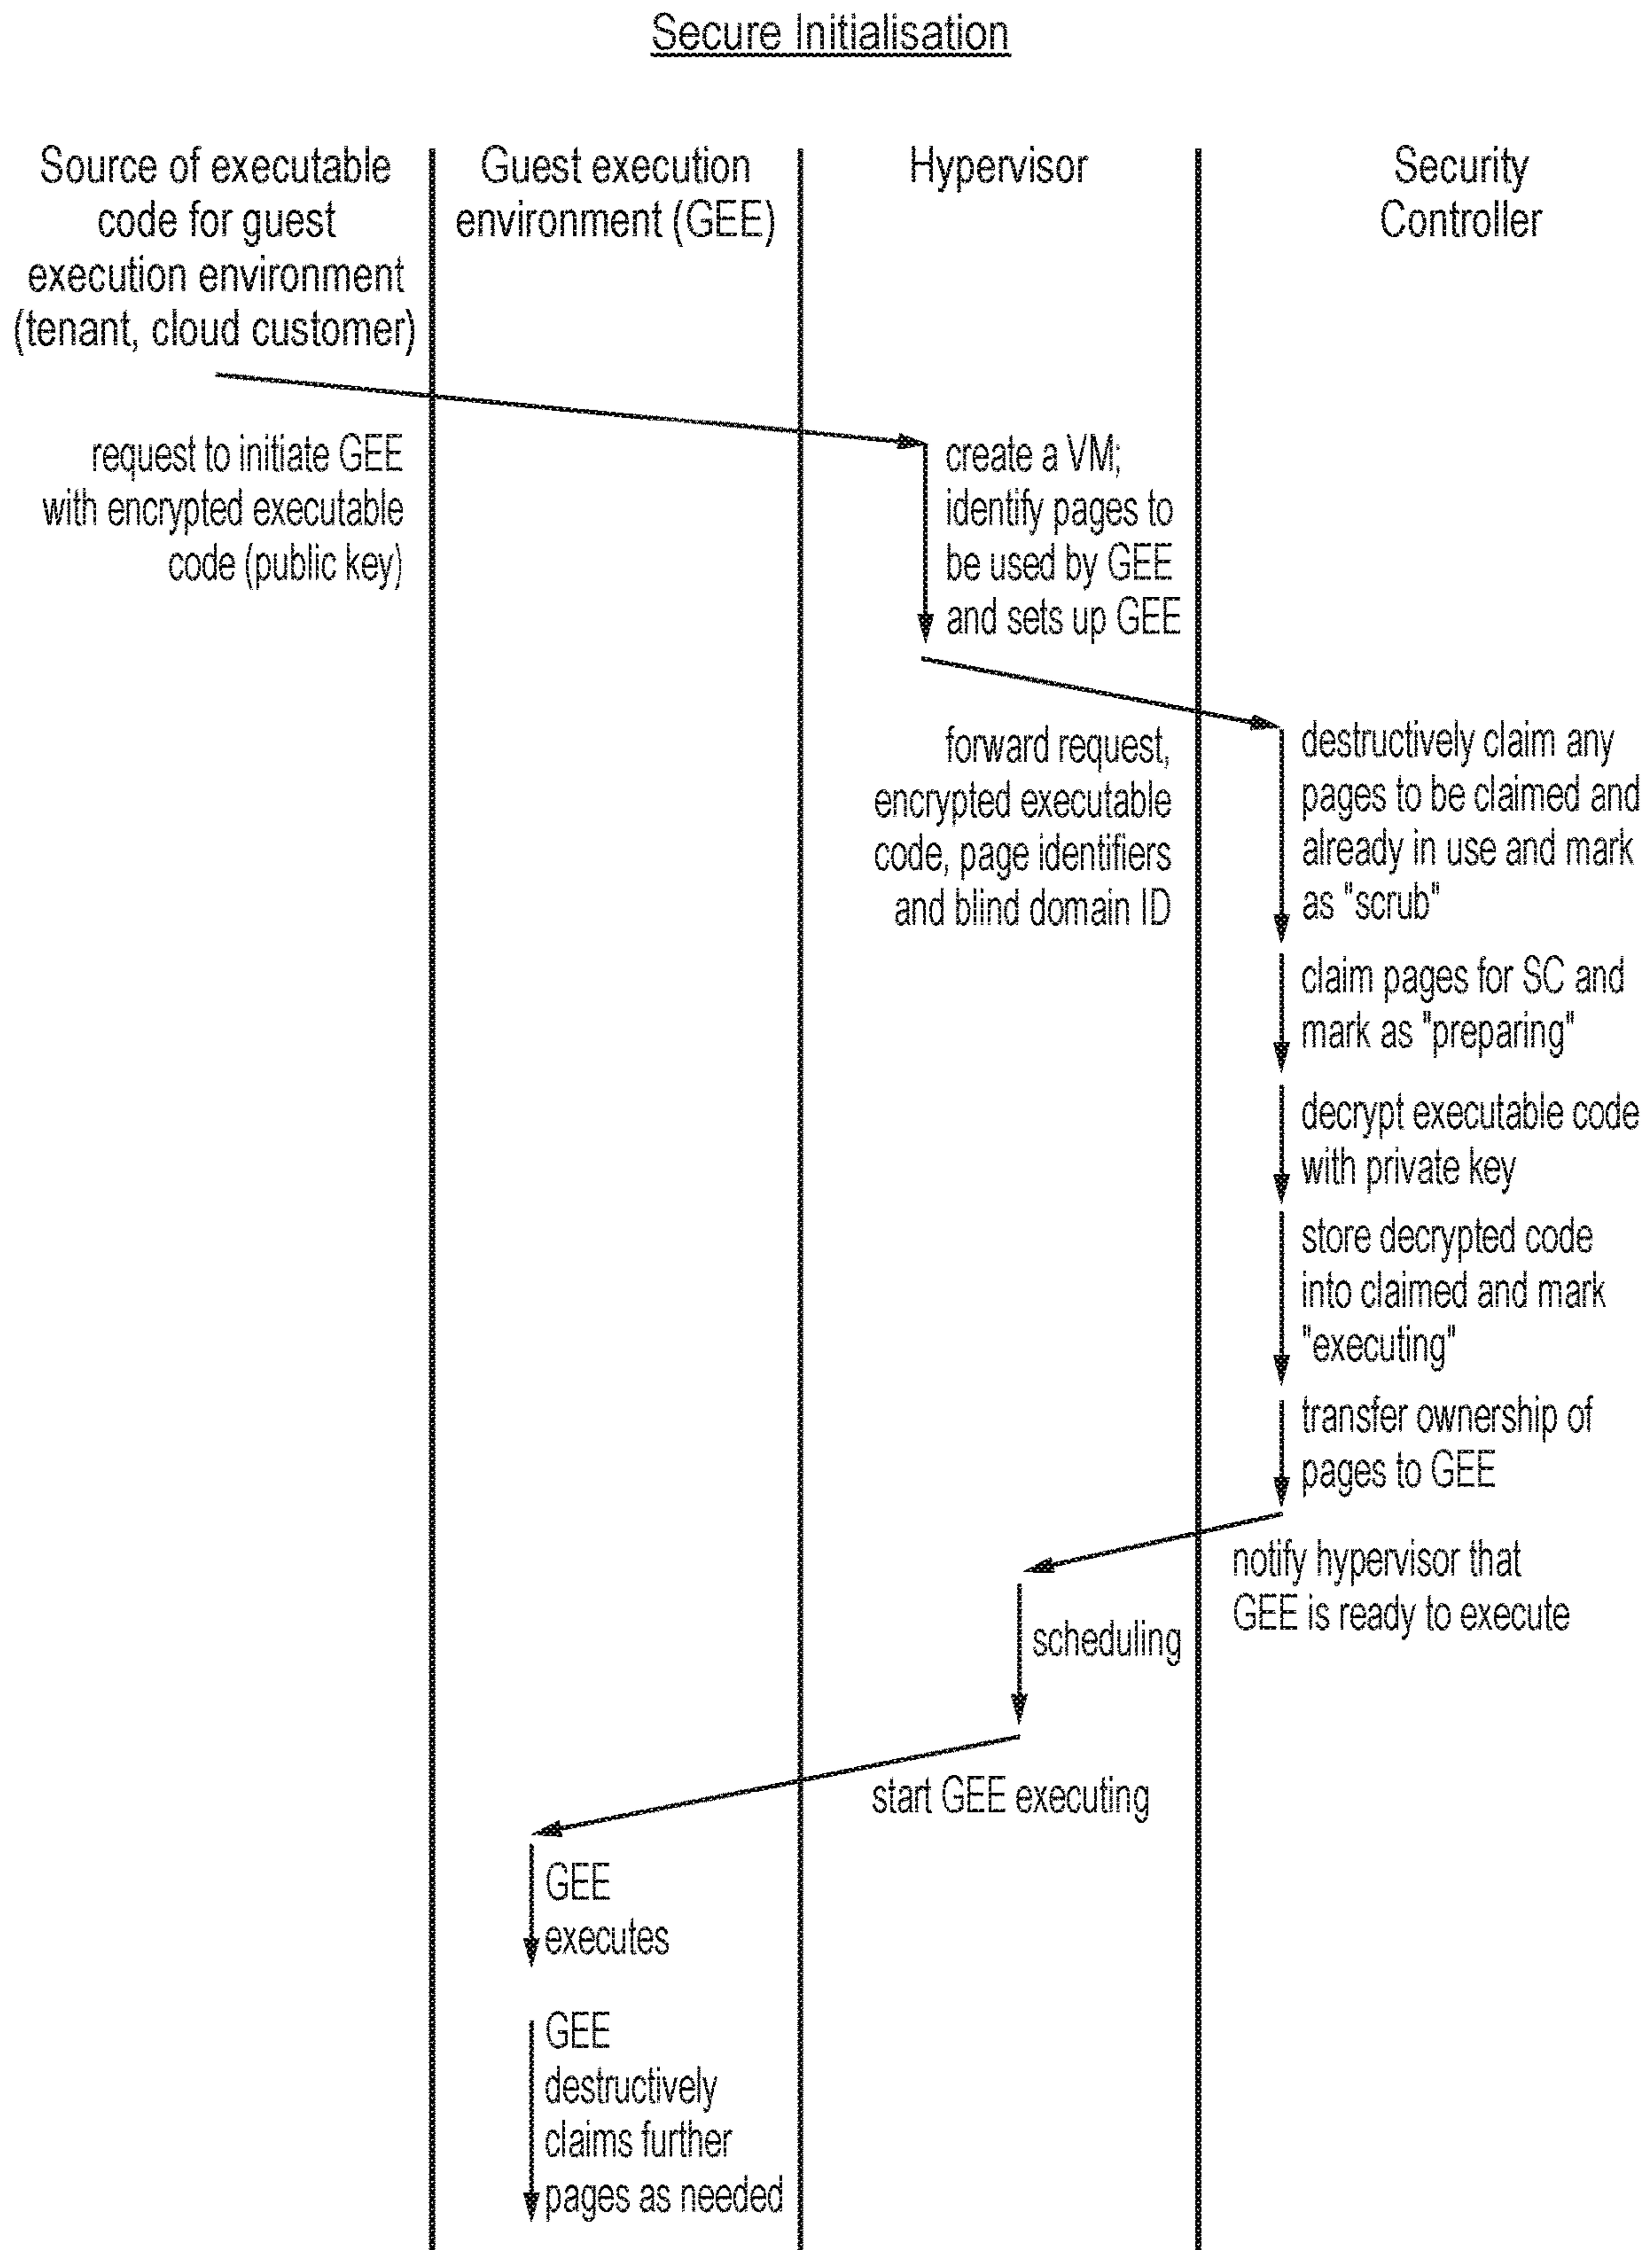 Secure Initialisation
Source of executable
code for guest
execution environment
(tenant, cloud customer)
Guest execution
environment (GEE)
Hypervisor
Security
Controller
request to initiate GEE
with encrypted executable
code (public key)
create a VM;
identify pages to
be used by GEE
and sets up GEE
forward request,
encrypted executable
code, page identifiers
and blind domain ID
destructively claim any
pages to be claimed and
already in use and mark
as "scrub"
claim pages for SC and
mark as "preparing"
decrypt executable code
with private key
store decrypted code
into claimed and mark
"executing"
transfer ownership of
pages to GEE
notify hypervisor that
GEE is ready to execute
scheduling
start GEE executing
GEE
executes
GEE
destructively
claims further
pages as needed